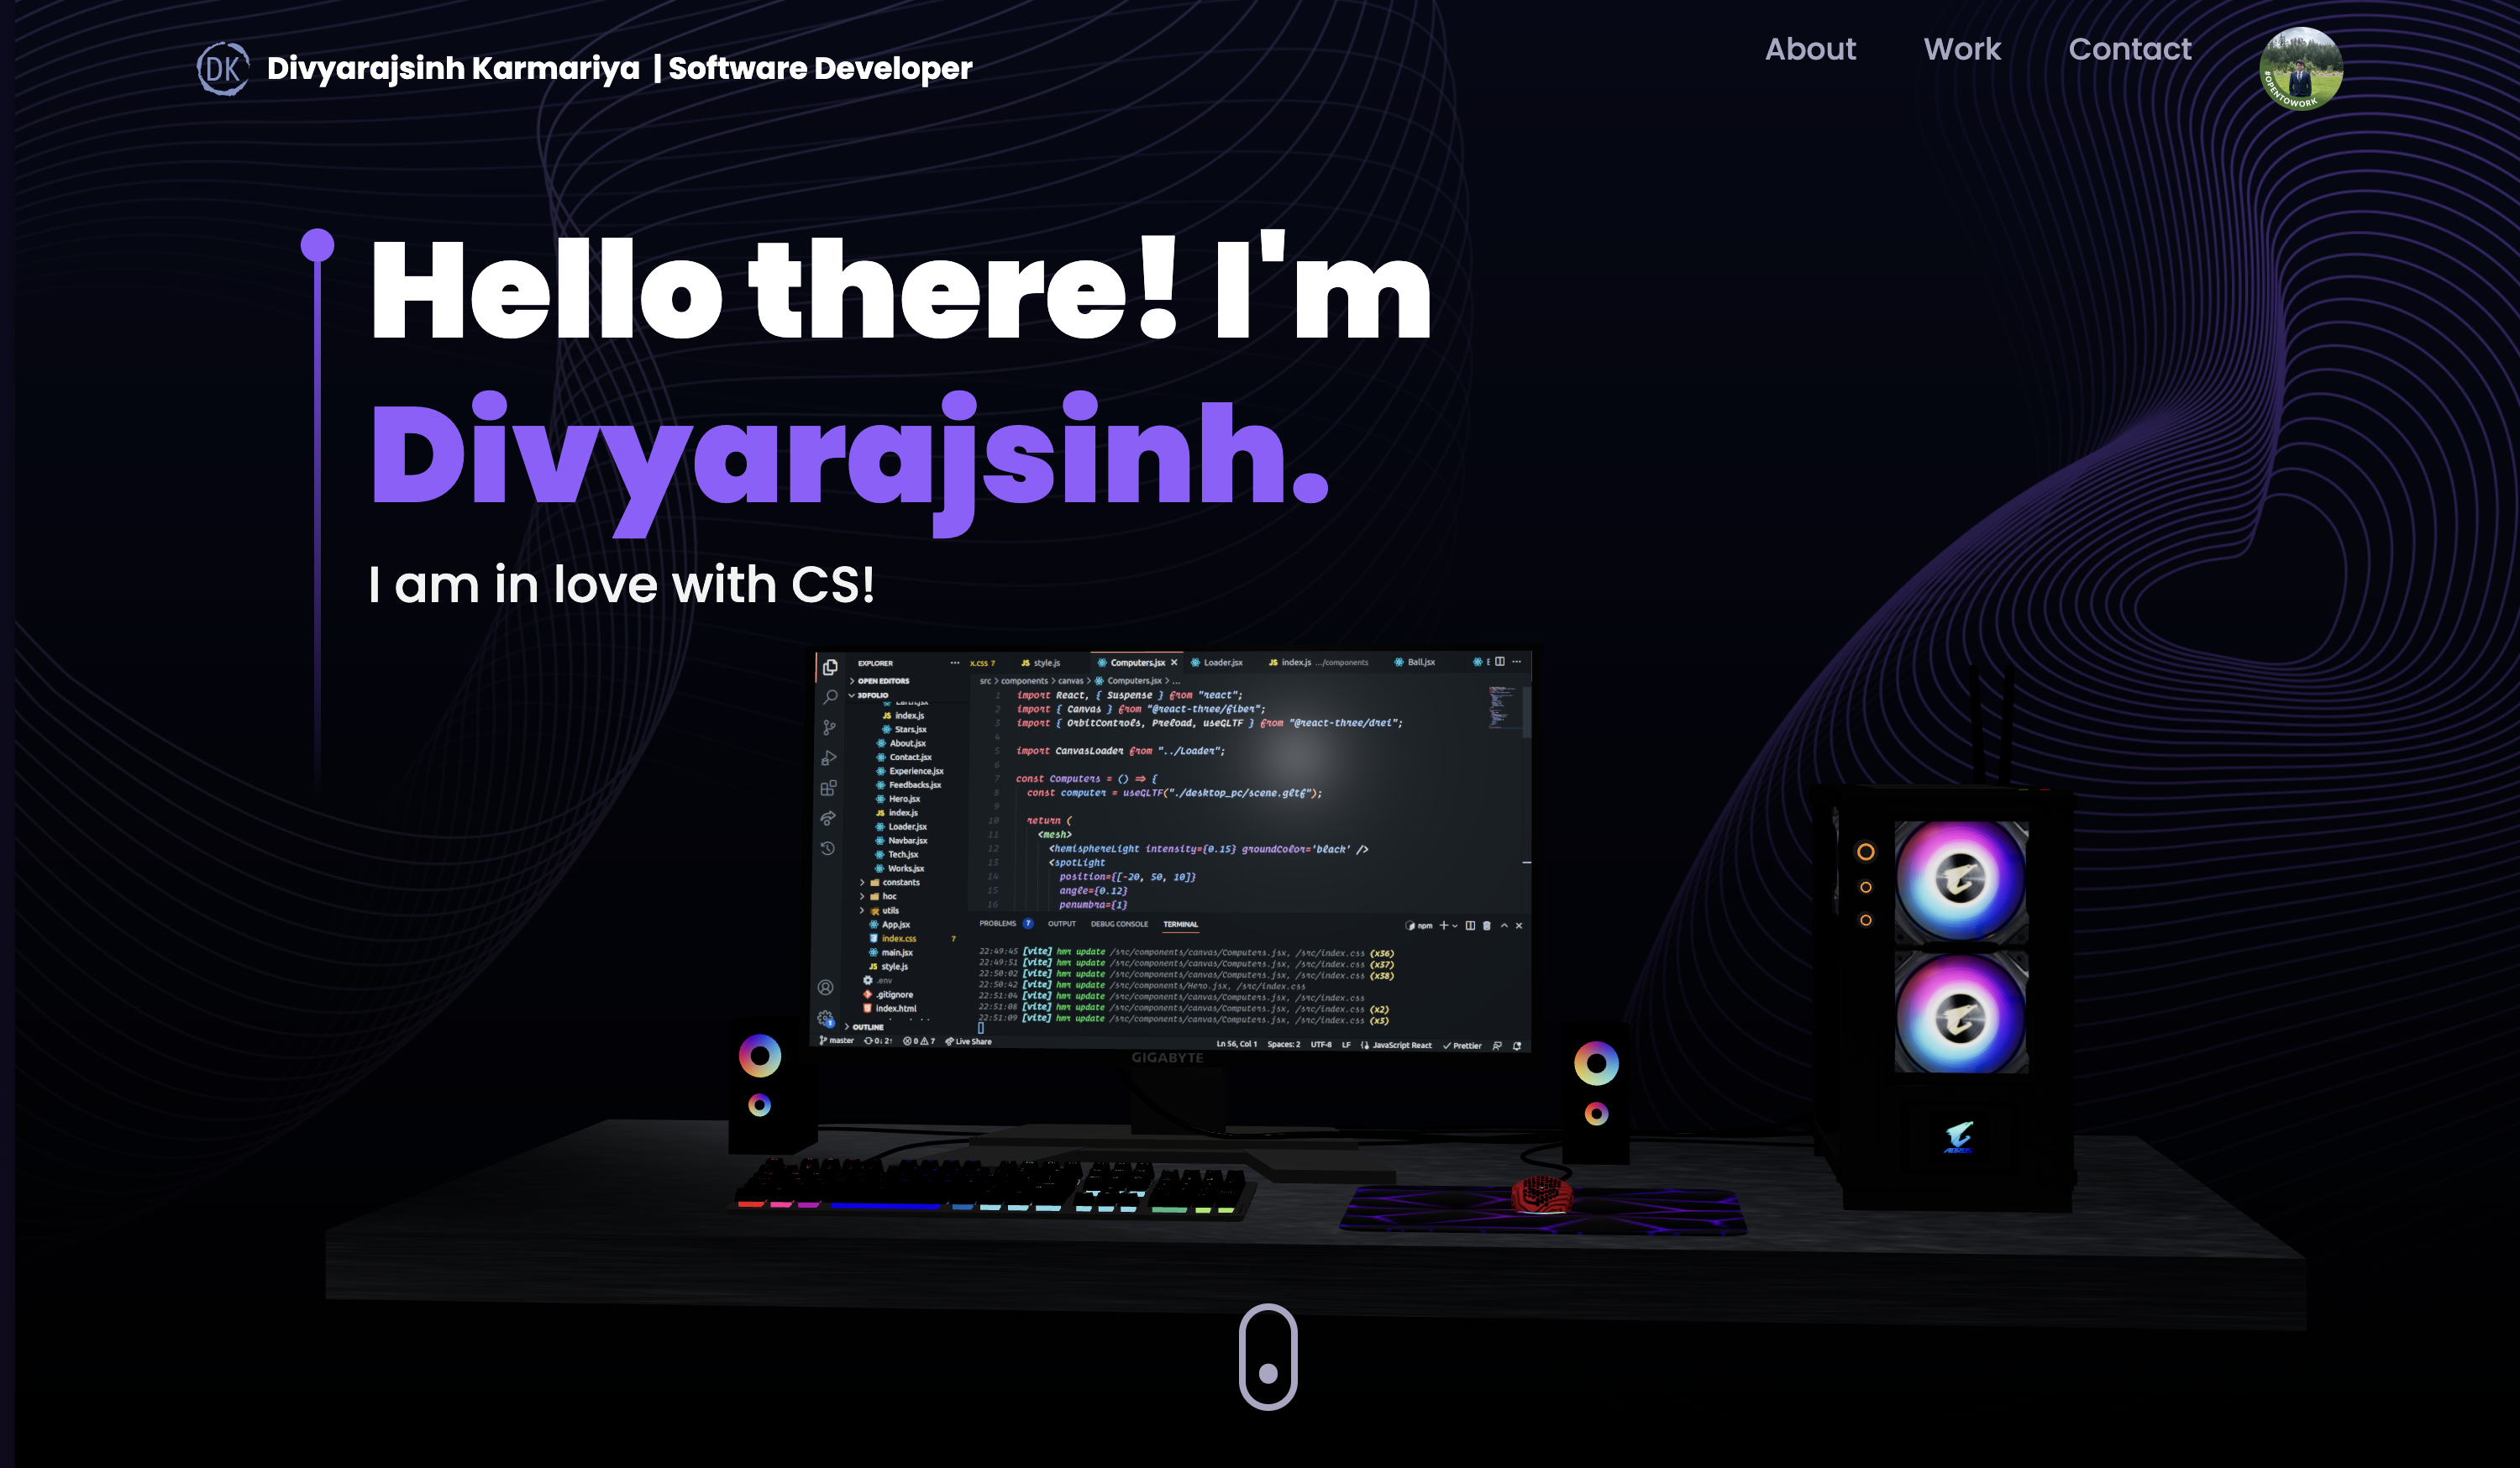 DK
Divyarajsinh Karmariya | Software Developer
About
Work
Contact
#OPENTOWORK
Hello there! I'm
Divyarajsinh.
I am in love with CS!
EXPLORER
x.css 7
style.js
Computers.jsx
Loader.jsx
index.js .../components
Ball.jsx
OPEN EDITORS
3DFOLIO
Earth.jsx
index.js
Stars.jsx
About.jsx
Contact.jsx
Experience.jsx
Feedbacks.jsx
Hero.jsx
index.js
Loader.jsx
Navbar.jsx
Tech.jsx
Works.jsx
constants
hoc
utils
App.jsx
index.css 7
main.jsx
style.js
.env
.gitignore
index.html
OUTLINE
src > components > canvas > Computers.jsx > ...
1 import React, { Suspense } from "react";
2 import { Canvas } from "@react-three/fiber";
3 import { OrbitControls, Preload, useGLTF } from "@react-three/drei";
4
5 import CanvasLoader from "../Loader";
6
7 const Computers = () => {
8 const computer = useGLTF("./desktop_pc/scene.gltf");
9
10 return (
11 <mesh>
12 <hemisphereLight intensity={0.15} groundColor='black' />
13 <spotLight
14 position={[-20, 50, 10]}
15 angle={0.12}
16 penumbra={1}
PROBLEMS 7 OUTPUT DEBUG CONSOLE TERMINAL
npm
22:49:45 [vite] hmr update /src/components/canvas/Computers.jsx, /src/index.css (x36)
22:49:51 [vite] hmr update /src/components/canvas/Computers.jsx, /src/index.css (x37)
22:50:02 [vite] hmr update /src/components/canvas/Computers.jsx, /src/index.css (x38)
22:50:42 [vite] hmr update /src/components/Hero.jsx, /src/index.css
22:51:04 [vite] hmr update /src/components/canvas/Computers.jsx, /src/index.css
22:51:08 [vite] hmr update /src/components/canvas/Computers.jsx, /src/index.css (x2)
22:51:09 [vite] hmr update /src/components/canvas/Computers.jsx, /src/index.css (x3)
master 0↓ 2↑ 0 7 Live Share
Ln 56, Col 1 Spaces: 2 UTF-8 LF JavaScript React Prettier
GIGABYTE
AORUS